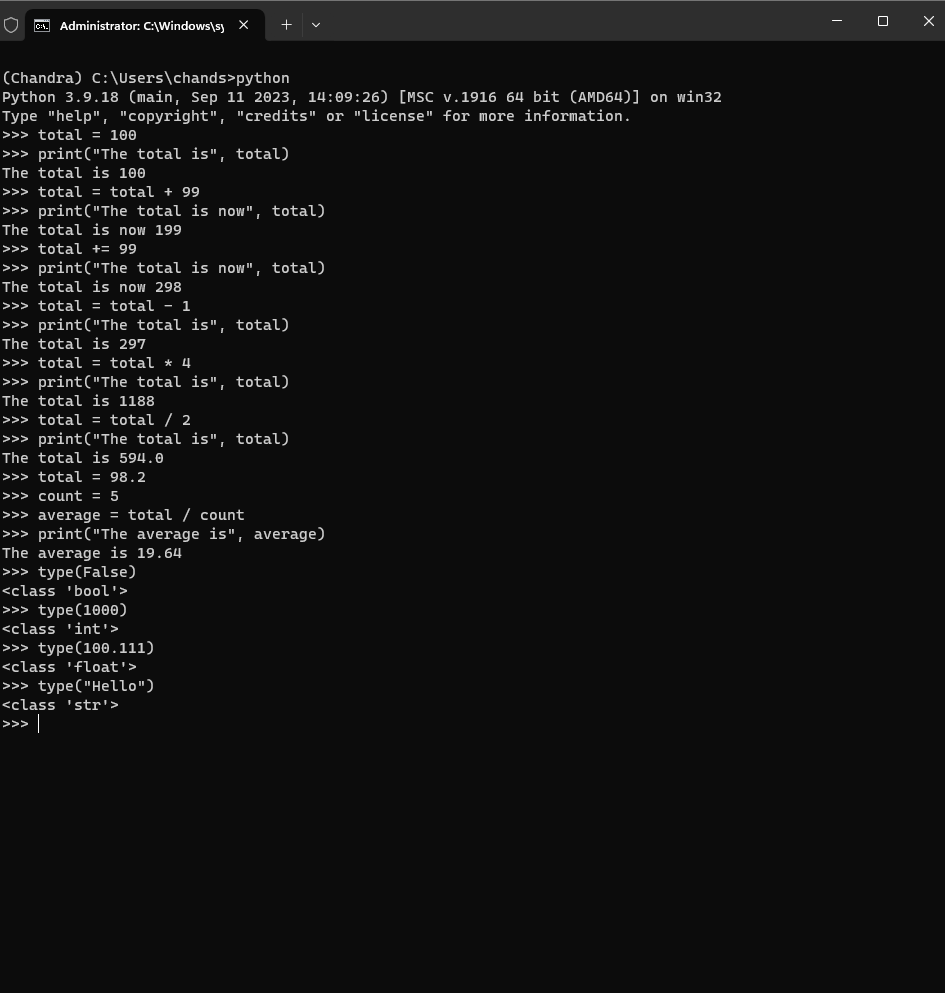 Administrator: C:\Windows\sy
(Chandra) C:\Users\chands>python
Python 3.9.18 (main, Sep 11 2023, 14:09:26) [MSC v.1916 64 bit (AMD64)] on win32
Type "help", "copyright", "credits" or "license" for more information.
>>> total = 100
>>> print("The total is", total)
The total is 100
>>> total = total + 99
>>> print("The total is now", total)
The total is now 199
>>> total += 99
>>> print("The total is now", total)
The total is now 298
>>> total = total - 1
>>> print("The total is", total)
The total is 297
>>> total = total * 4
>>> print("The total is", total)
The total is 1188
>>> total = total / 2
>>> print("The total is", total)
The total is 594.0
>>> total = 98.2
>>> count = 5
>>> average = total / count
>>> print("The average is", average)
The average is 19.64
>>> type(False)
<class 'bool'>
>>> type(1000)
<class 'int'>
>>> type(100.111)
<class 'float'>
>>> type("Hello")
<class 'str'>
>>>